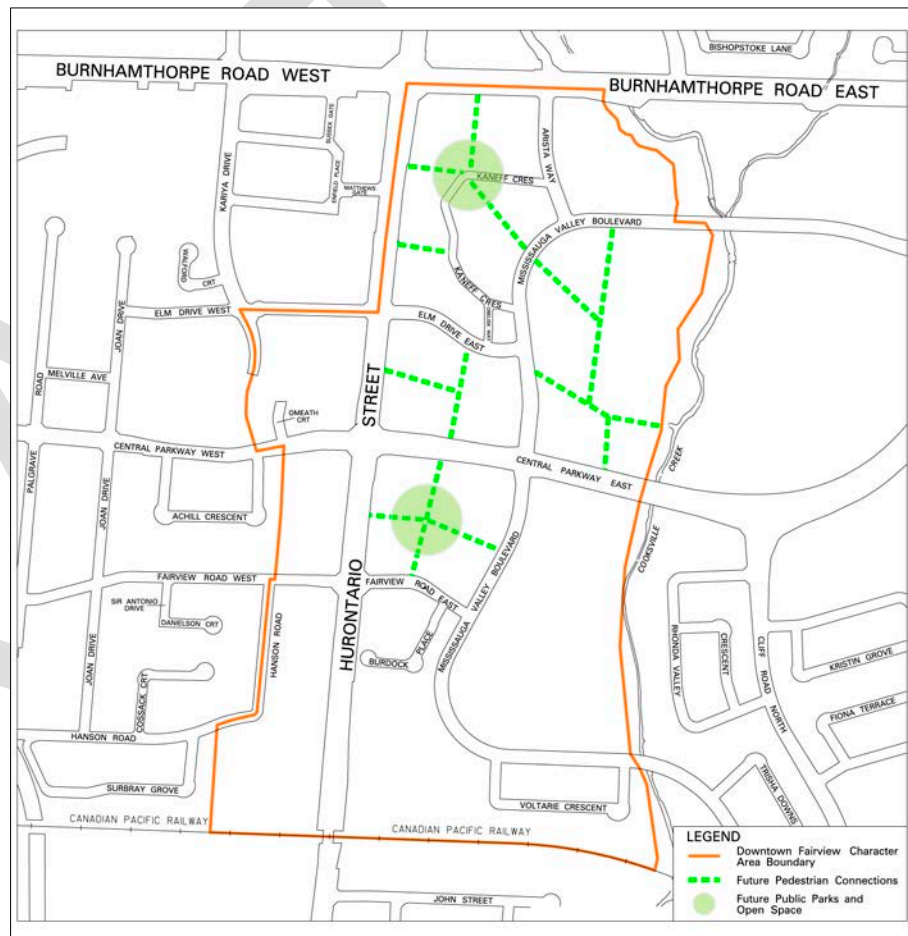 BISHOPSTOKE LANE
BURNHAMTHORPE ROAD WEST
BURNHAMTHORPE ROAD EAST
SUSSEX GATE
ENFIELD PLACE
MATTHEWS
GATE
KARIYA DRIVE
ARISTA WAY
KANEFF CRES
MISSISSAUGA VALLEY BOULEVARD
WALFORD
CRT
KANEFF CRES
JOAN DRIVE
ELM DRIVE WEST
ELM DRIVE EAST
MELVILLE AVE
ROAD
PALGRAVE
STREET
HURONTARIO
OMEATH
CRT
CENTRAL PARKWAY WEST
CENTRAL PARKWAY EAST
ACHILL CRESCENT
JOAN DRIVE
COOKSVILLE
CREEK
FAIRVIEW ROAD WEST
FAIRVIEW
ROAD EAST
MISSISSAUGA VALLEY BOULEVARD
SIR ANTONIO
DRIVE
DANIELSON CRT
HANSON ROAD
BURDOCK
PLACE
RHONDA VALLEY
CRESCENT
CLIFF ROAD NORTH
KRISTIN GROVE
FIONA TERRACE
JOAN DRIVE
COSSACK CRT
HANSON ROAD
SURBRAY GROVE
TRISHA DOWNS
VOLTARIE CRESCENT
CANADIAN PACIFIC RAILWAY
CANADIAN PACIFIC RAILWAY
JOHN STREET
LEGEND
Downtown Fairview Character
Area Boundary
Future Pedestrian Connections
Future Public Parks and
Open Space